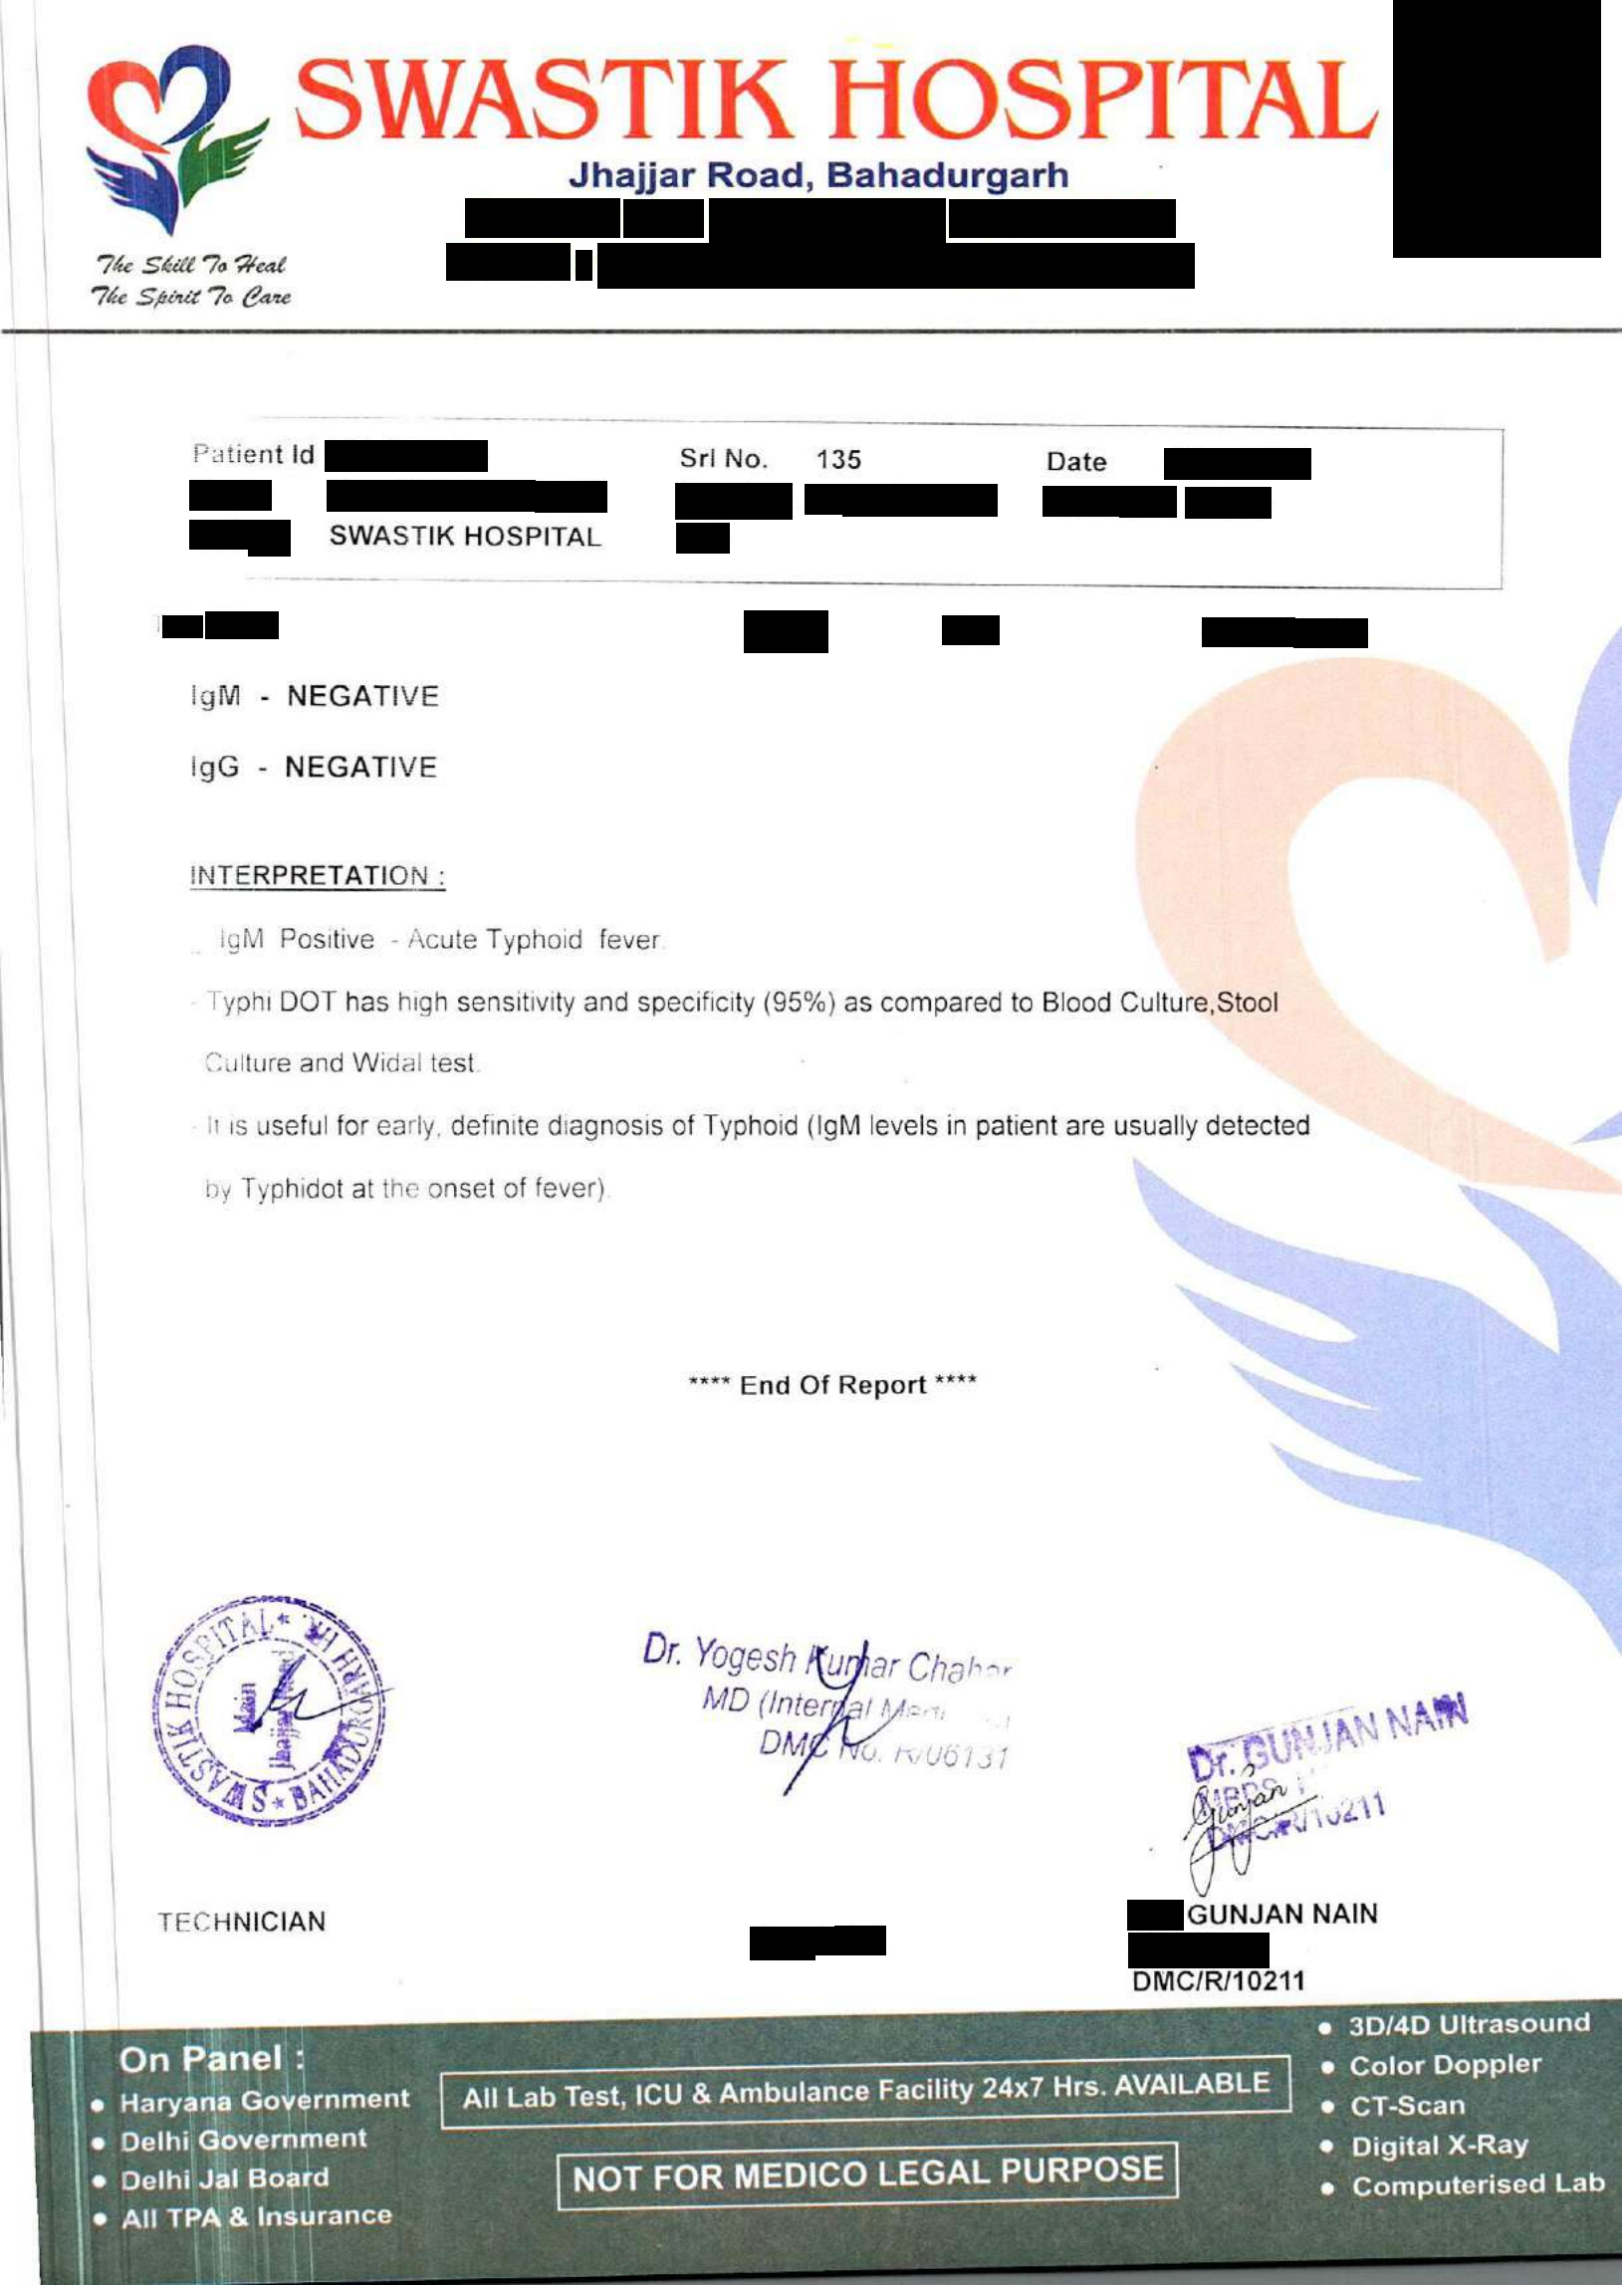 SWASTIK HOSPITAL
Jhajjar Road, Bahadurgarh
The Skill To Heal
The Spirit To Care
Patient Id
Srl No. 135
Date
SWASTIK HOSPITAL
IgM - NEGATIVE
IgG - NEGATIVE
INTERPRETATION :
IgM Positive - Acute Typhoid fever.
- Typhi DOT has high sensitivity and specificity (95%) as compared to Blood Culture,Stool
Culture and Widal test.
- It is useful for early, definite diagnosis of Typhoid (IgM levels in patient are usually detected
by Typhidot at the onset of fever).
**** End Of Report ****
SWASTIK HOSPITAL * BAHADURGARH HR. *
Main
Jhajjar Road
Dr. Yogesh Kumar Chahar
MD (Internal
DMC No. R/06131
Dr. GUNJAN NAIN
MBBS
Gunjan
DMC/R/10211
TECHNICIAN
GUNJAN NAIN
DMC/R/10211
On Panel :
• Haryana Government
• Delhi Government
• Delhi Jal Board
• All TPA & Insurance
All Lab Test, ICU & Ambulance Facility 24x7 Hrs. AVAILABLE
NOT FOR MEDICO LEGAL PURPOSE
• 3D/4D Ultrasound
• Color Doppler
• CT-Scan
• Digital X-Ray
• Computerised Lab